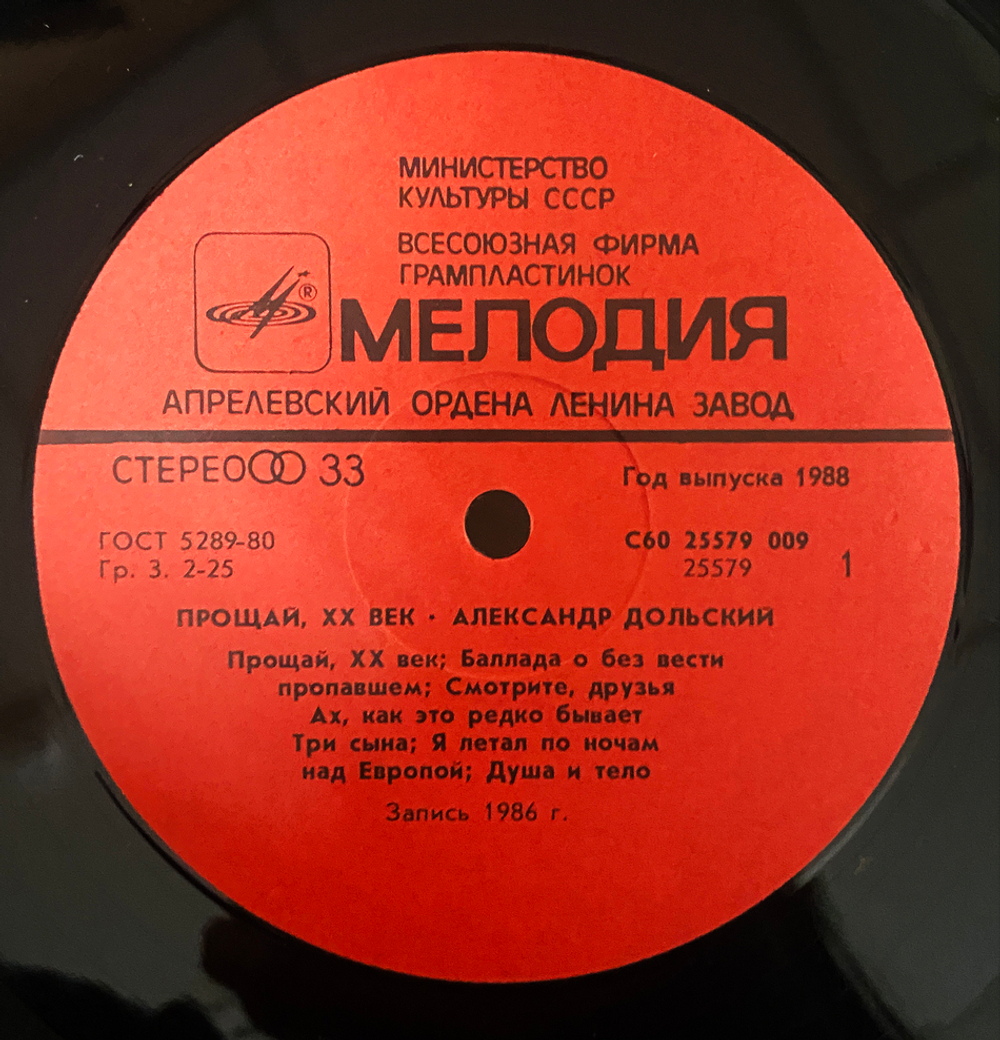 МИНИСТЕРСТВО
КУЛЬТУРЫ СССР
ВСЕСОЮЗНАЯ ФИРМА
ГРАМПЛАСТИНОК
®
МЕЛОДИЯ
АПРЕЛЕВСКИЙ ОРДЕНА ЛЕНИНА ЗАВОД
СТЕРЕО 33
Год выпуска 1988
ГОСТ 5289-80
С60 25579 009
Гр. 3. 2-25
25579
1
ПРОЩАЙ, ХХ ВЕК · АЛЕКСАНДР ДОЛЬСКИЙ
Прощай, ХХ век; Баллада о без вести
пропавшем; Смотрите, друзья
Ах, как это редко бывает
Три сына; Я летал по ночам
над Европой; Душа и тело
Запись 1986 г.